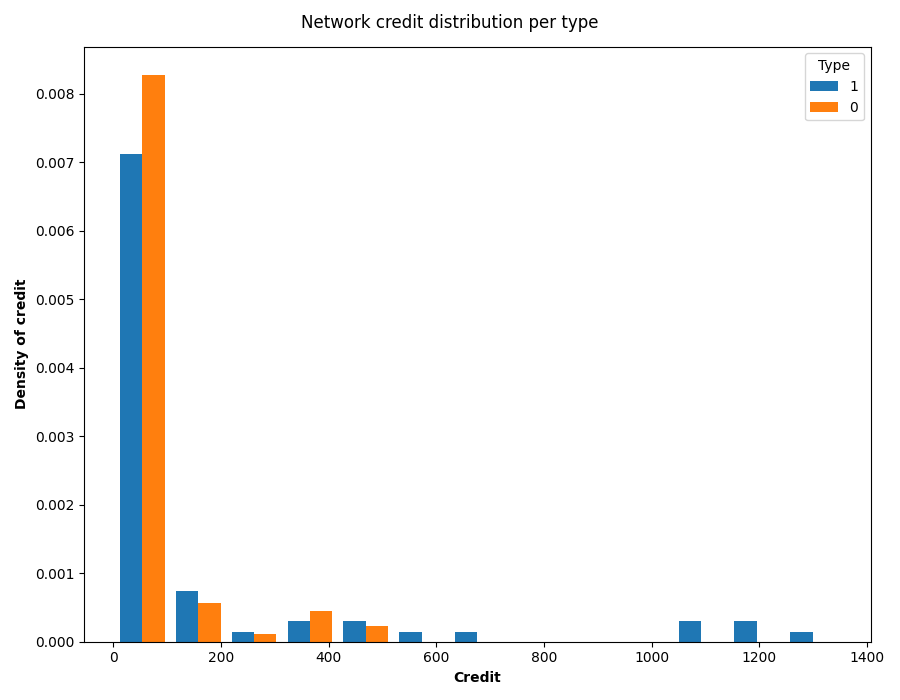 Network credit distribution per type
Type
1
0
Density of credit
0.008
0.007
0.006
0.005
0.004
0.003
0.002
0.001
0.000
0 200 400 600 800 1000 1200 1400
Credit